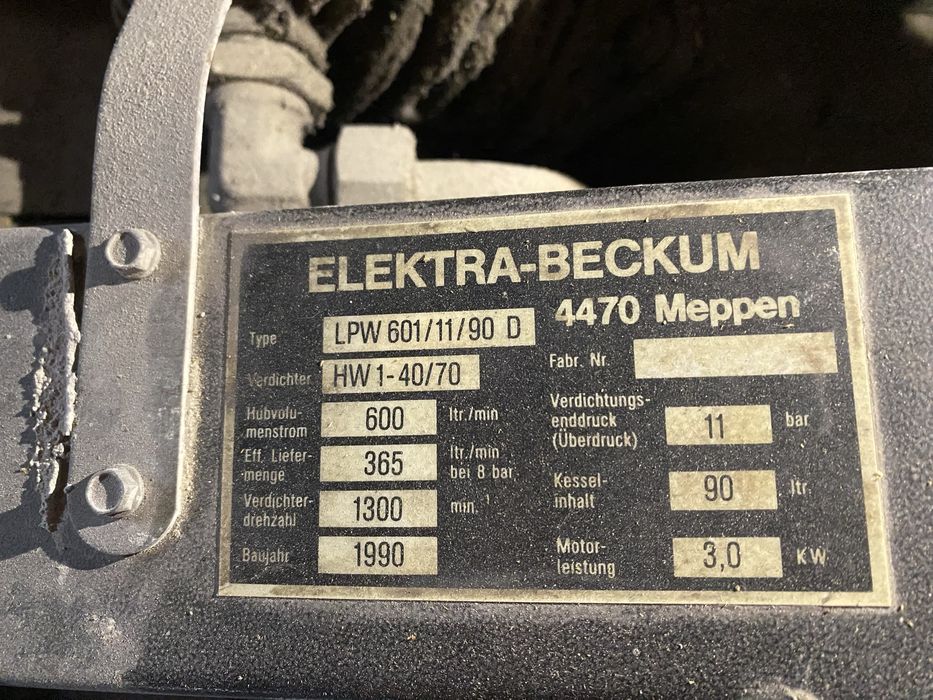 ELEKTRA-BECKUM
4470 Meppen
Type LPW 601/11/90 D
Verdichter HW 1-40/70
Hubvolu-
menstrom 600 ltr./min
Eff. Liefer-
menge 365 ltr./min
bei 8 bar
Verdichter-
drehzahl 1300 min⁻¹
Baujahr 1990
Fabr. Nr.
Verdichtungs-
enddruck
(Überdruck) 11 bar
Kessel-
inhalt 90 ltr.
Motor-
leistung 3,0 KW